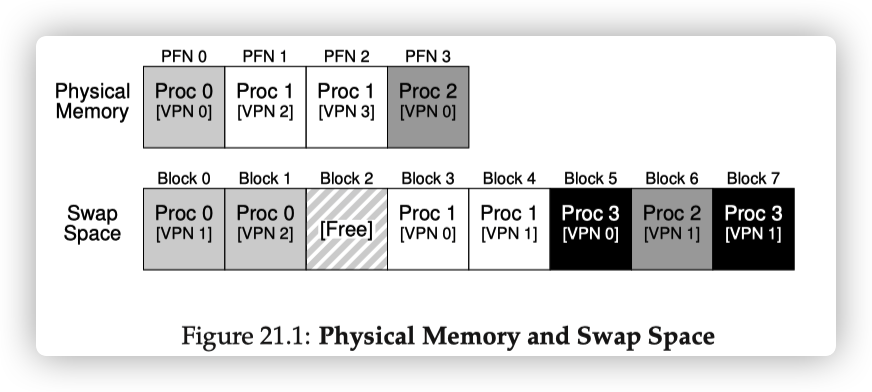 PFN 0 PFN 1 PFN 2 PFN 3
Physical Memory
Proc 0 [VPN 0]
Proc 1 [VPN 2]
Proc 1 [VPN 3]
Proc 2 [VPN 0]
Block 0 Block 1 Block 2 Block 3 Block 4 Block 5 Block 6 Block 7
Swap Space
Proc 0 [VPN 1]
Proc 0 [VPN 2]
[Free]
Proc 1 [VPN 0]
Proc 1 [VPN 1]
Proc 3 [VPN 0]
Proc 2 [VPN 1]
Proc 3 [VPN 1]
Figure 21.1: Physical Memory and Swap Space